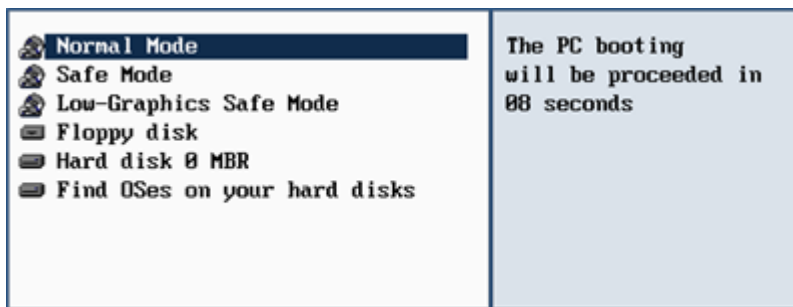 Normal Mode
Safe Mode
Low-Graphics Safe Mode
Floppy disk
Hard disk 0 MBR
Find OSes on your hard disks
The PC booting
will be proceeded in
08 seconds